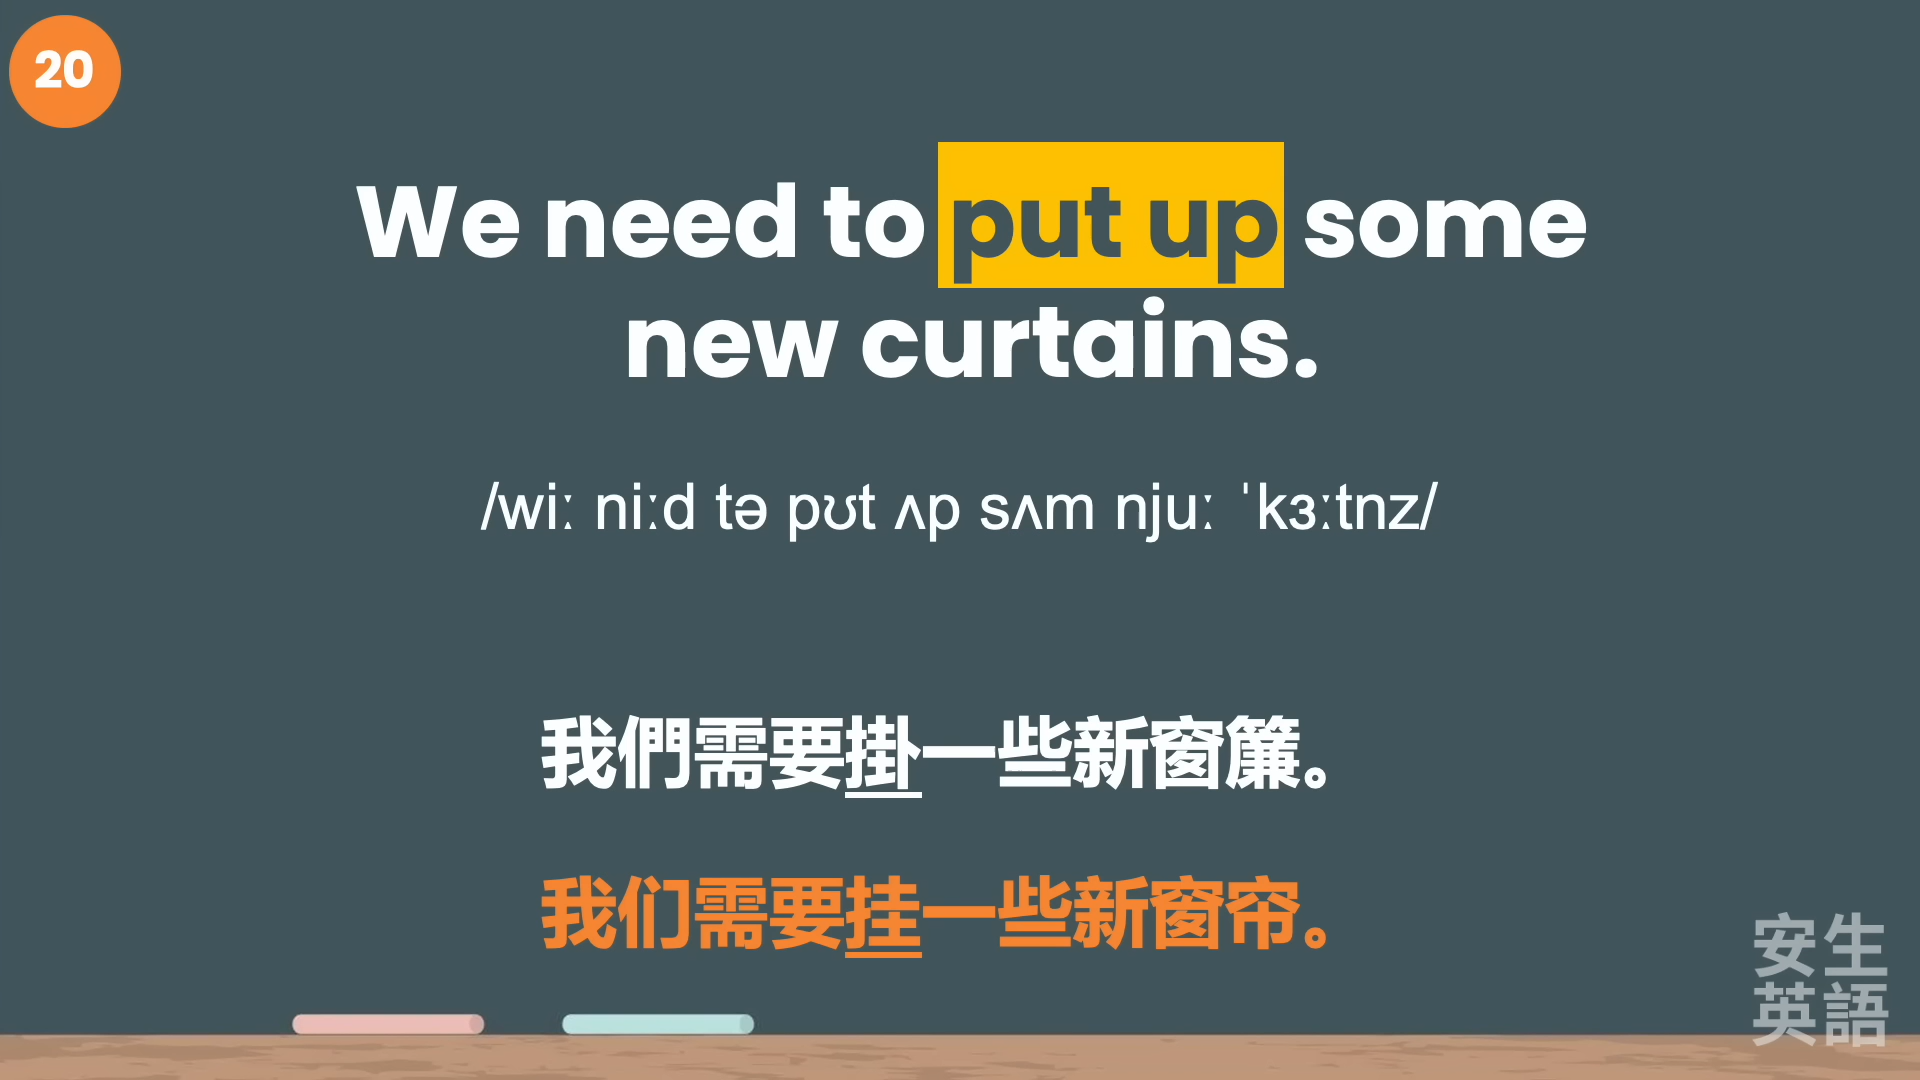 20
We need to put up some
new curtains.
/wiː niːd tə pʊt ʌp sʌm njuː ˈkɜːtnz/
我們需要掛一些新窗簾。
我们需要挂一些新窗帘。
安生
英語